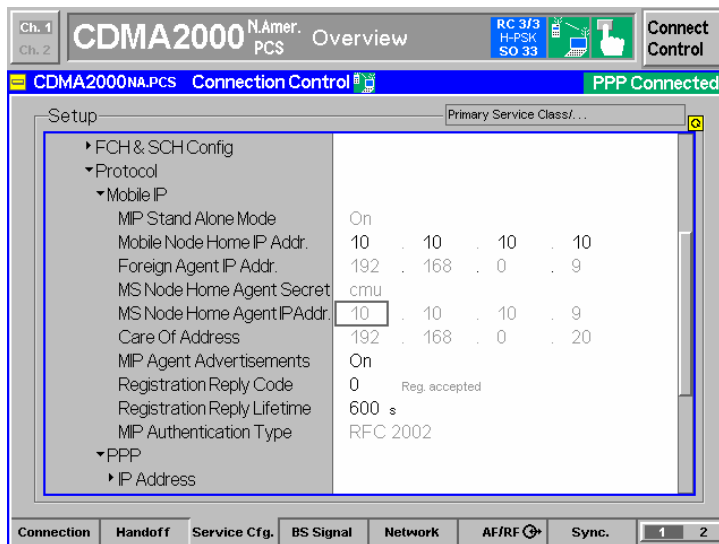 Ch. 1
Ch. 2
CDMA2000 N.Amer. PCS Overview
RC 3/3
H-PSK
SO 33
Connect Control
CDMA2000NA.PCS Connection Control
PPP Connected
Setup
Primary Service Class/. . .
FCH & SCH Config
Protocol
Mobile IP
MIP Stand Alone Mode On
Mobile Node Home IP Addr. 10 . 10 . 10 . 10
Foreign Agent IP Addr. 192 . 168 . 0 . 9
MS Node Home Agent Secret cmu
MS Node Home Agent IP Addr. 10 . 10 . 10 . 9
Care Of Address 192 . 168 . 0 . 20
MIP Agent Advertisements On
Registration Reply Code 0 Reg. accepted
Registration Reply Lifetime 600 s
MIP Authentication Type RFC 2002
PPP
IP Address
Connection Handoff Service Cfg. BS Signal Network AF/RF Sync. 1 2